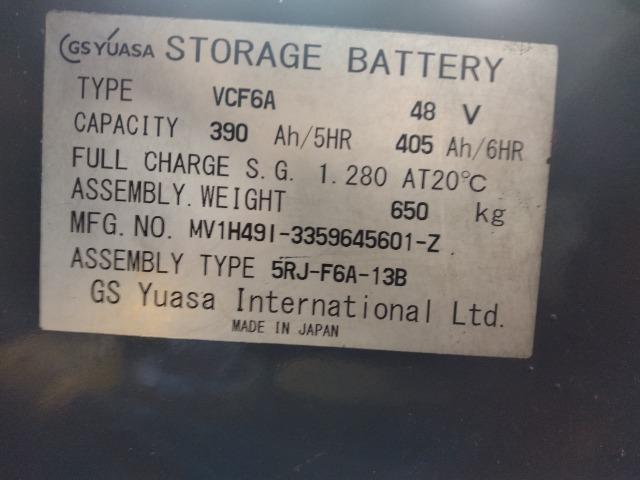 GS YUASA STORAGE BATTERY
TYPE VCF6A 48 V
CAPACITY 390 Ah/5HR 405 Ah/6HR
FULL CHARGE S.G. 1.280 AT20℃
ASSEMBLY.WEIGHT 650 kg
MFG.NO. MV1H49I-3359645601-Z
ASSEMBLY TYPE 5RJ-F6A-13B
GS Yuasa International Ltd.
MADE IN JAPAN